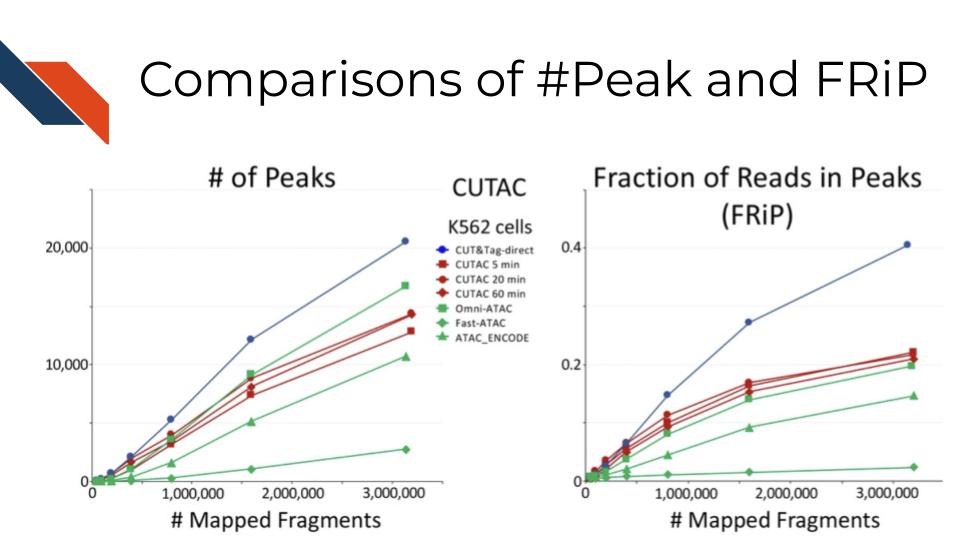 Comparisons of #Peak and FRiP
# of Peaks
20,000
10,000
0
0
1,000,000
2,000,000
3,000,000
# Mapped Fragments
CUTAC
K562 cells
CUT&Tag-direct
CUTAC 5 min
CUTAC 20 min
CUTAC 60 min
Omni-ATAC
Fast-ATAC
ATAC_ENCODE
Fraction of Reads in Peaks
(FRiP)
0.4
0.2
0
0
1,000,000
2,000,000
3,000,000
# Mapped Fragments